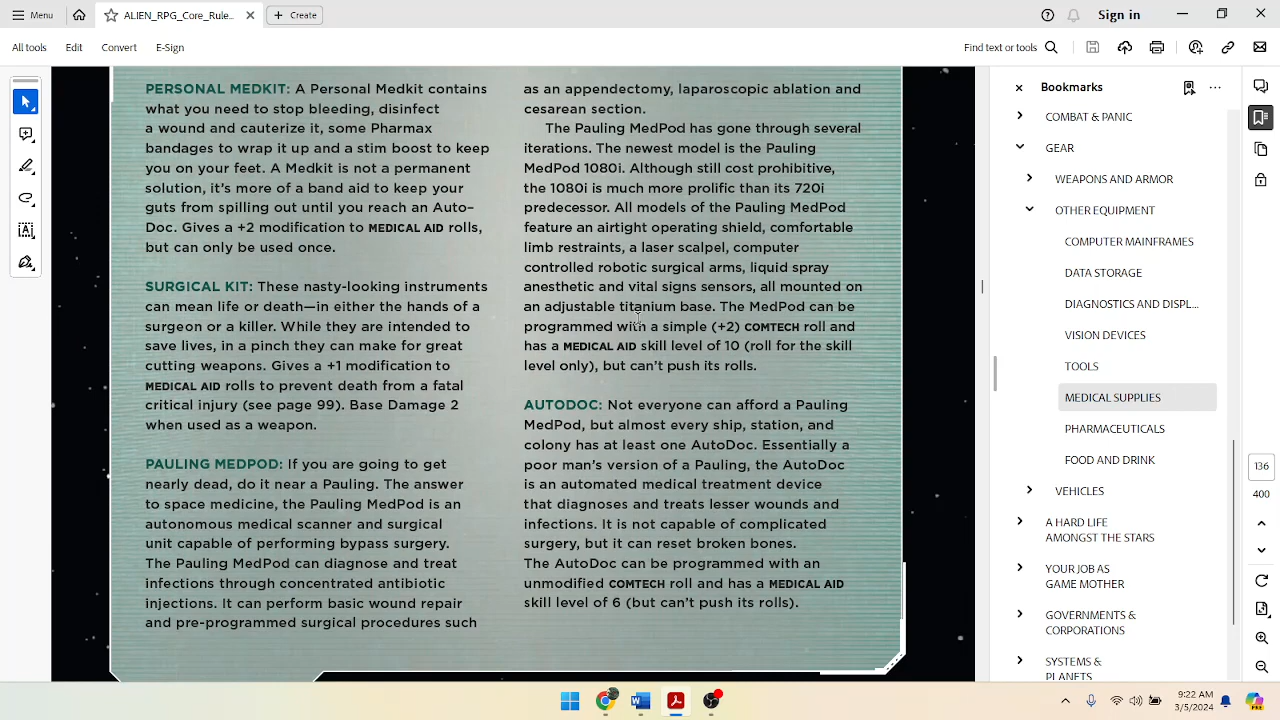 Menu
ALIEN_RPG_Rule...
Create
Sign in
All tools
Edit
Convert
E-Sign
Find text or tools
PERSONAL MEDKIT: A Personal Medkit contains
what you need to stop bleeding, disinfect
a wound and cauterize it, some Pharmax
bandages to wrap it up and a stim boost to keep
you on your feet. A Medkit is not a permanent
solution, it's more of a band aid to keep your
guts from spilling out until you reach an Auto–
Doc. Gives a +2 modification to MEDICAL AID rolls,
but can only be used once.
SURGICAL KIT: These nasty-looking instruments
can mean life or death—in either the hands of a
surgeon or a killer. While they are intended to
save lives, in a pinch they can make for great
cutting weapons. Gives a +1 modification to
MEDICAL AID rolls to prevent death from a fatal
critical injury (see page 99). Base Damage 2
when used as a weapon.
PAULING MEDPOD: If you are going to get
nearly dead, do it near a Pauling. The answer
to space medicine, the Pauling MedPod is an
autonomous medical scanner and surgical
unit capable of performing bypass surgery.
The Pauling MedPod can diagnose and treat
infections through concentrated antibiotic
injections. It can perform basic wound repair
and pre-programmed surgical procedures such
as an appendectomy, laparoscopic ablation and
cesarean section.
The Pauling MedPod has gone through several
iterations. The newest model is the Pauling
MedPod 1080i. Although still cost prohibitive,
the 1080i is much more prolific than its 720i
predecessor. All models of the Pauling MedPod
feature an airtight operating shield, comfortable
limb restraints, a laser scalpel, computer
controlled robotic surgical arms, liquid spray
anesthetic and vital signs sensors, all mounted on
an adjustable titanium base. The MedPod can be
programmed with a simple (+2) COMTECH roll and
has a MEDICAL AID skill level of 10 (roll for the skill
level only), but can't push its rolls.
AUTODOC: Not everyone can afford a Pauling
MedPod, but almost every ship, station, and
colony has at least one AutoDoc. Essentially a
poor man's version of a Pauling, the AutoDoc
is an automated medical treatment device
that diagnoses and treats lesser wounds and
infections. It is not capable of complicated
surgery, but it can reset broken bones.
The AutoDoc can be programmed with an
unmodified COMTECH roll and has a MEDICAL AID
skill level of 6 (but can't push its rolls).
Bookmarks
COMBAT & PANIC
GEAR
WEAPONS AND ARMOR
OTHER EQUIPMENT
COMPUTER MAINFRAMES
DATA STORAGE
DIAGNOSTICS AND DISPL...
VISION DEVICES
TOOLS
MEDICAL SUPPLIES
PHARMACEUTICALS
FOOD AND DRINK
VEHICLES
A HARD LIFE
AMONGST THE STARS
YOUR JOB AS
GAME MOTHER
GOVERNMENTS &
CORPORATIONS
SYSTEMS &
PLANETS
400
9:22 AM
3/5/2024